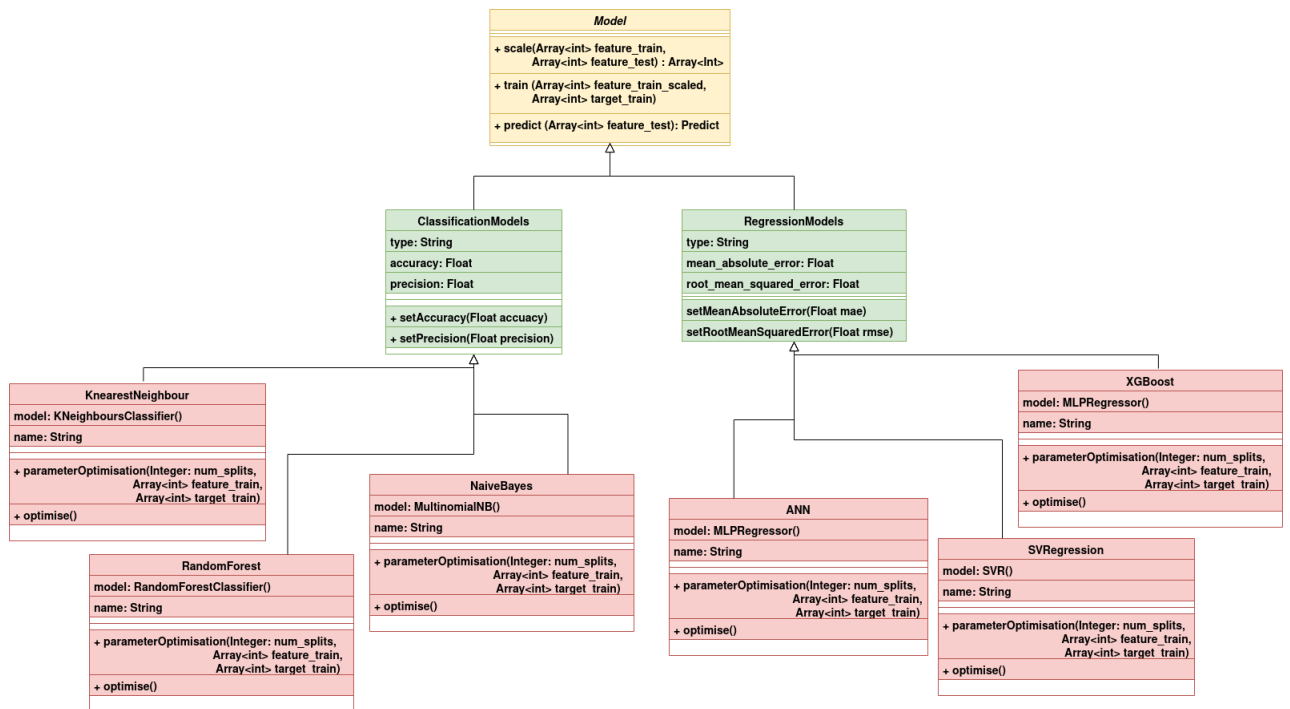 Model
+ scale(Array<int> feature_train,
Array<int> feature_test) : Array<Int>
+ train (Array<int> feature_train_scaled,
Array<int> target_train)
+ predict (Array<int> feature_test): Predict
ClassificationModels
type: String
accuracy: Float
precision: Float
+ setAccuracy(Float accuacy)
+ setPrecision(Float precision)
RegressionModels
type: String
mean_absolute_error: Float
root_mean_squared_error: Float
setMeanAbsoluteError(Float mae)
setRootMeanSquaredError(Float rmse)
KnearestNeighbour
model: KNeighboursClassifier()
name: String
+ parameterOptimisation(Integer: num_splits,
Array<int> feature_train,
Array<int> target_train)
+ optimise()
RandomForest
model: RandomForestClassifier()
name: String
+ parameterOptimisation(Integer: num_splits,
Array<int> feature_train,
Array<int> target_train)
+ optimise()
NaiveBayes
model: MultinomialNB()
name: String
+ parameterOptimisation(Integer: num_splits,
Array<int> feature_train,
Array<int> target_train)
+ optimise()
ANN
model: MLPRegressor()
name: String
+ parameterOptimisation(Integer: num_splits,
Array<int> feature_train,
Array<int> target_train)
+ optimise()
SVRegression
model: SVR()
name: String
+ parameterOptimisation(Integer: num_splits,
Array<int> feature_train,
Array<int> target_train)
+ optimise()
XGBoost
model: MLPRegressor()
name: String
+ parameterOptimisation(Integer: num_splits,
Array<int> feature_train,
Array<int> target_train)
+ optimise()